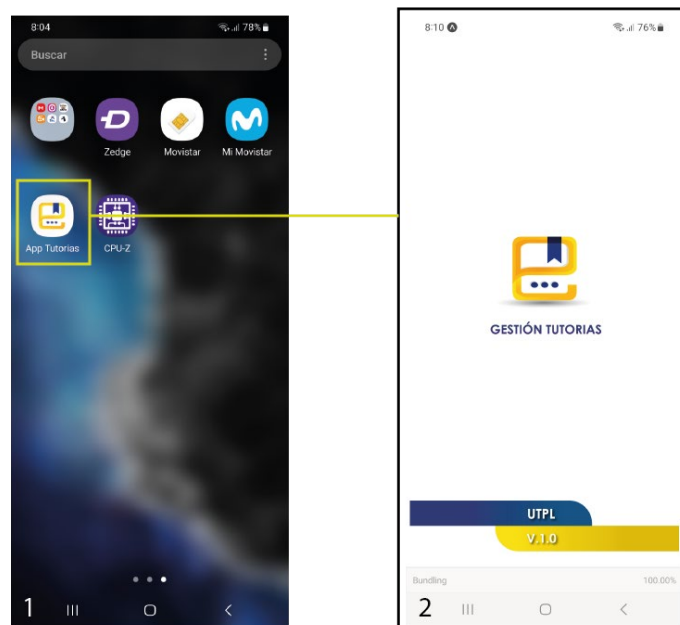 8:04
78%
Buscar
Zedge
Movistar
Mi Movistar
App Tutorias
CPU-Z
1
8:10
76%
GESTIÓN TUTORIAS
UTPL
V.1.0
Bundling
100.00%
2